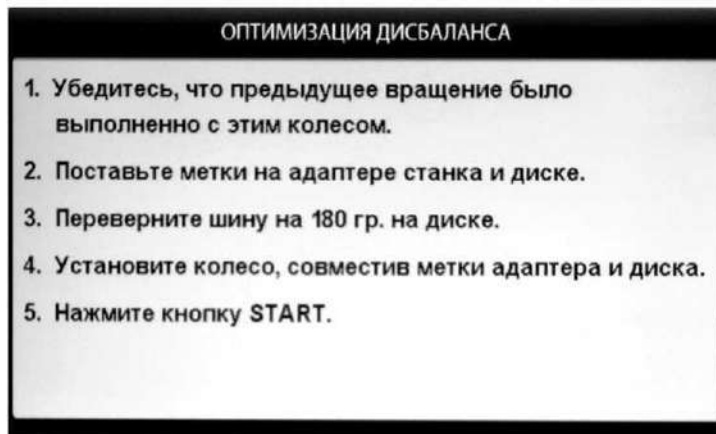 ОПТИМИЗАЦИЯ ДИСБАЛАНСА
1. Убедитесь, что предыдущее вращение было
выполненно с этим колесом.
2. Поставьте метки на адаптере станка и диске.
3. Переверните шину на 180 гр. на диске.
4. Установите колесо, совместив метки адаптера и диска.
5. Нажмите кнопку START.